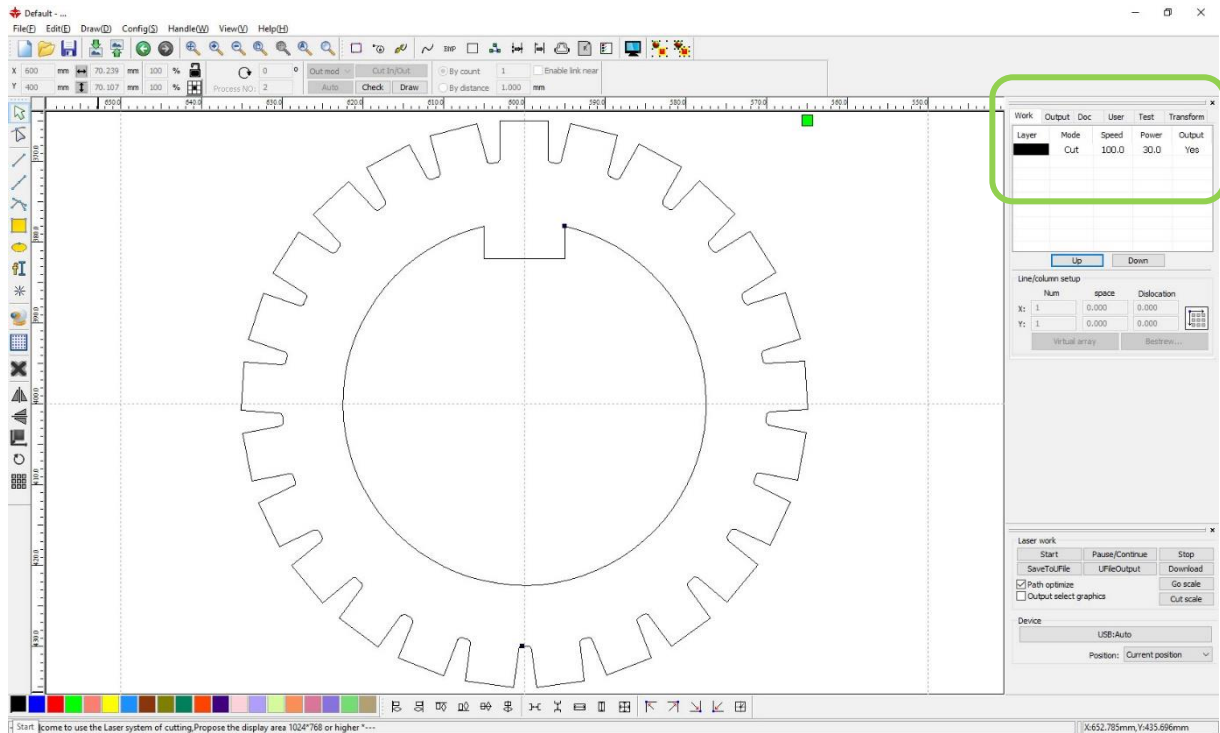 Default - ...
File(F) Edit(E) Draw(D) Config(S) Handle(W) View(V) Help(H)
X 600 mm 70.239 mm 100 % 0 ° Out mod Cut In/Out By count 1 Enable link near
Y 400 mm 70.107 mm 100 % Process NO: 2 Auto Check Draw By distance 1.000 mm
Work Output Doc User Test Transform
Layer Mode Speed Power Output
Cut 100.0 30.0 Yes
Up Down
Line/column setup
Num space Dislocation
X: 1 0.000 0.000
Y: 1 0.000 0.000
Virtual array Bestrew...
Laser work
Start Pause/Continue Stop
SaveToUFile UFileOutput Download
Path optimize Go scale
Output select graphics Cut scale
Device
USB:Auto
Position: Current position
Start come to use the Laser system of cutting,Propose the display area 1024*768 or higher *--- X:652.785mm,Y:435.696mm